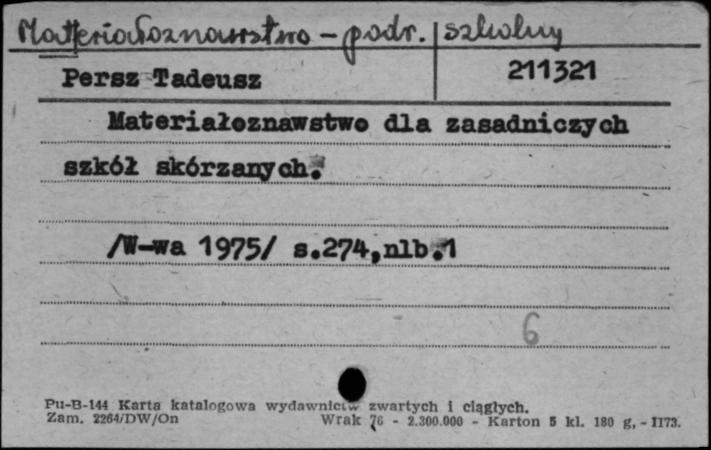 Materiałoznawstwo - podr. szkolny
Persz Tadeusz 211321
Materiałoznawstwo dla zasadniczych
szkół skórzanych.
/W-wa 1975/ s.274,nlb.1
6
Pu-B-144 Karta katalogowa wydawnictw zwartych i ciągłych.
Zam. 2264/DW/On Wrak 76 - 2.300.000 - Karton 5 kl. 180 g, - II73.